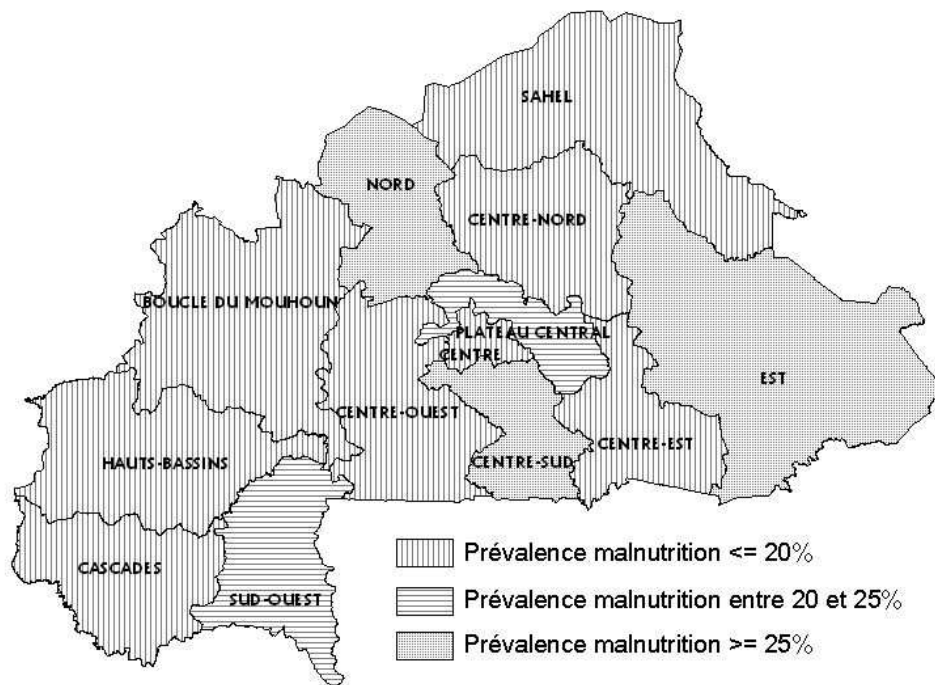 SAHEL
NORD
CENTRE-NORD
BOUCLE DU MOUHOUN
PLATEAU CENTRAL
CENTRE
EST
CENTRE-OUEST
CENTRE-EST
HAUTS-BASSINS
CENTRE-SUD
CASCADES
SUD-OUEST
Prévalence malnutrition <= 20%
Prévalence malnutrition entre 20 et 25%
Prévalence malnutrition >= 25%